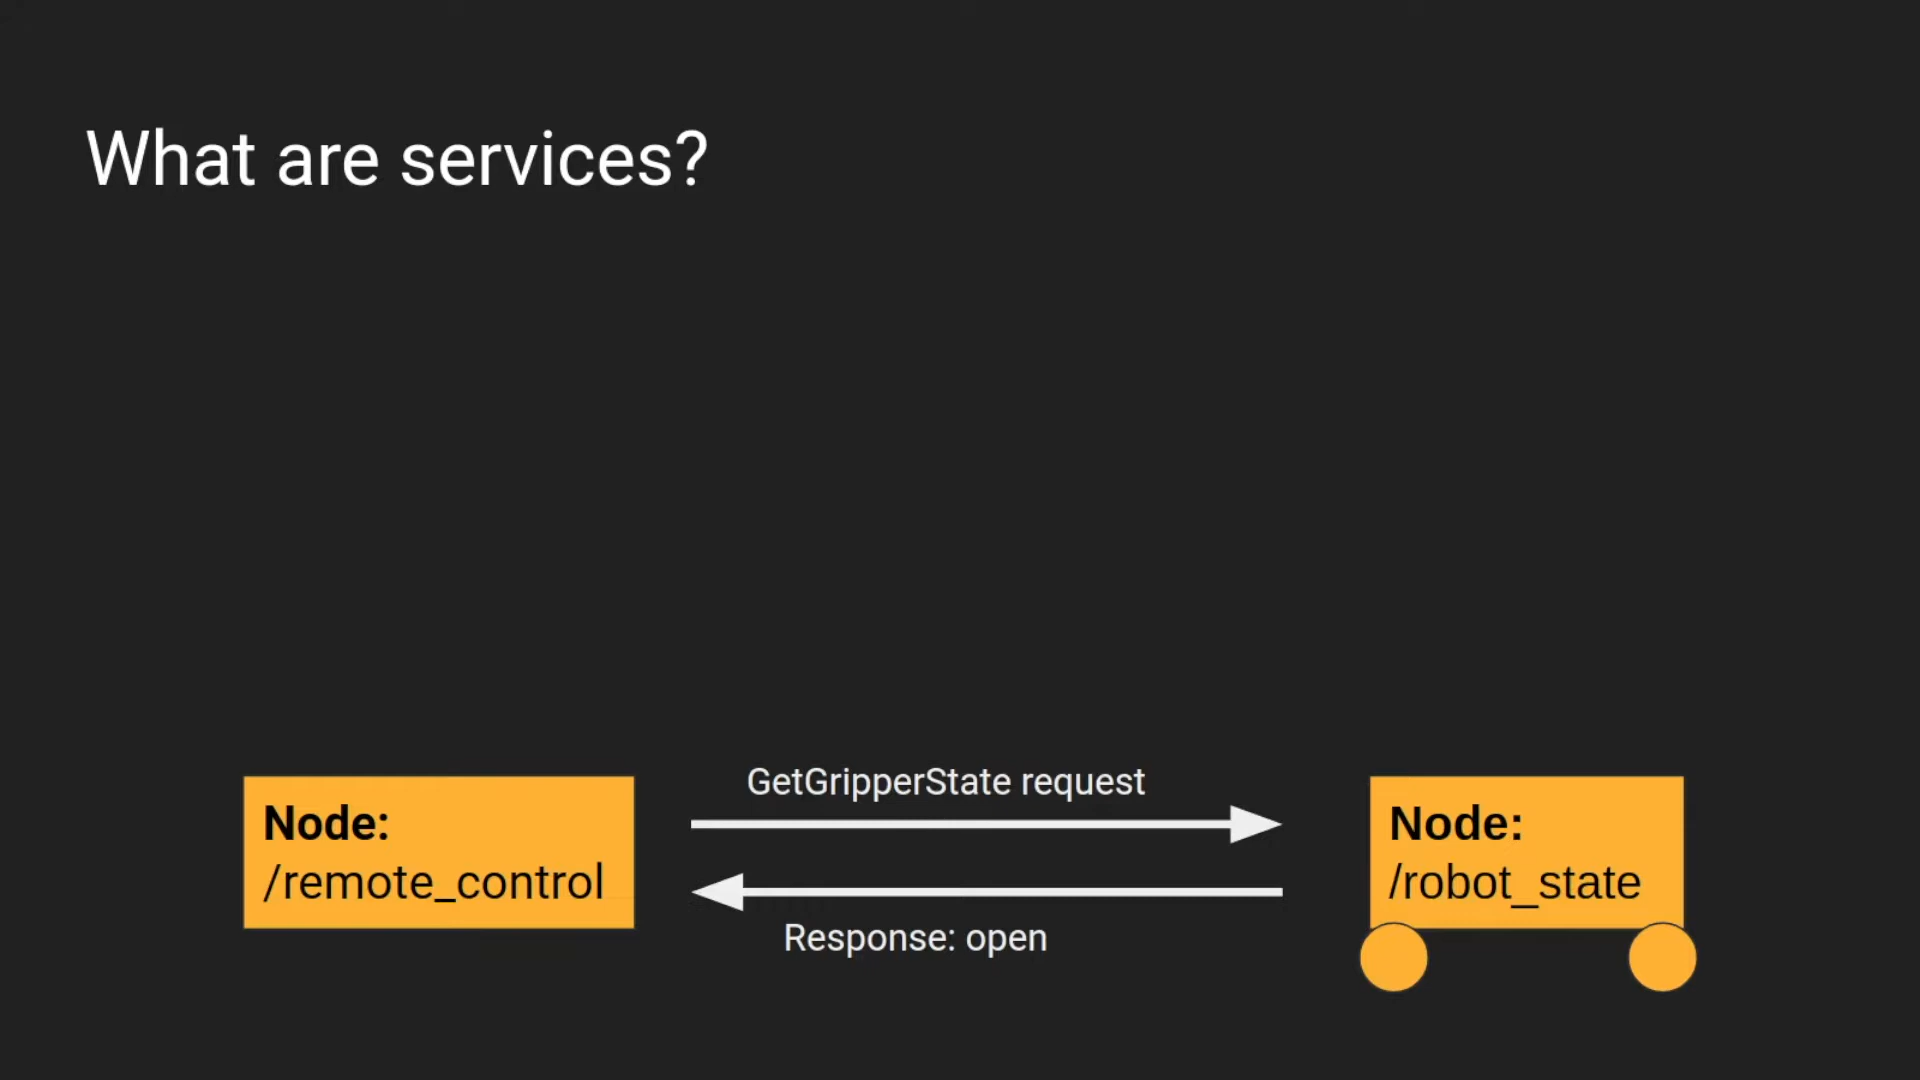 What are services?
GetGripperState request
Node:
/remote_control
Node:
/robot_state
Response: open